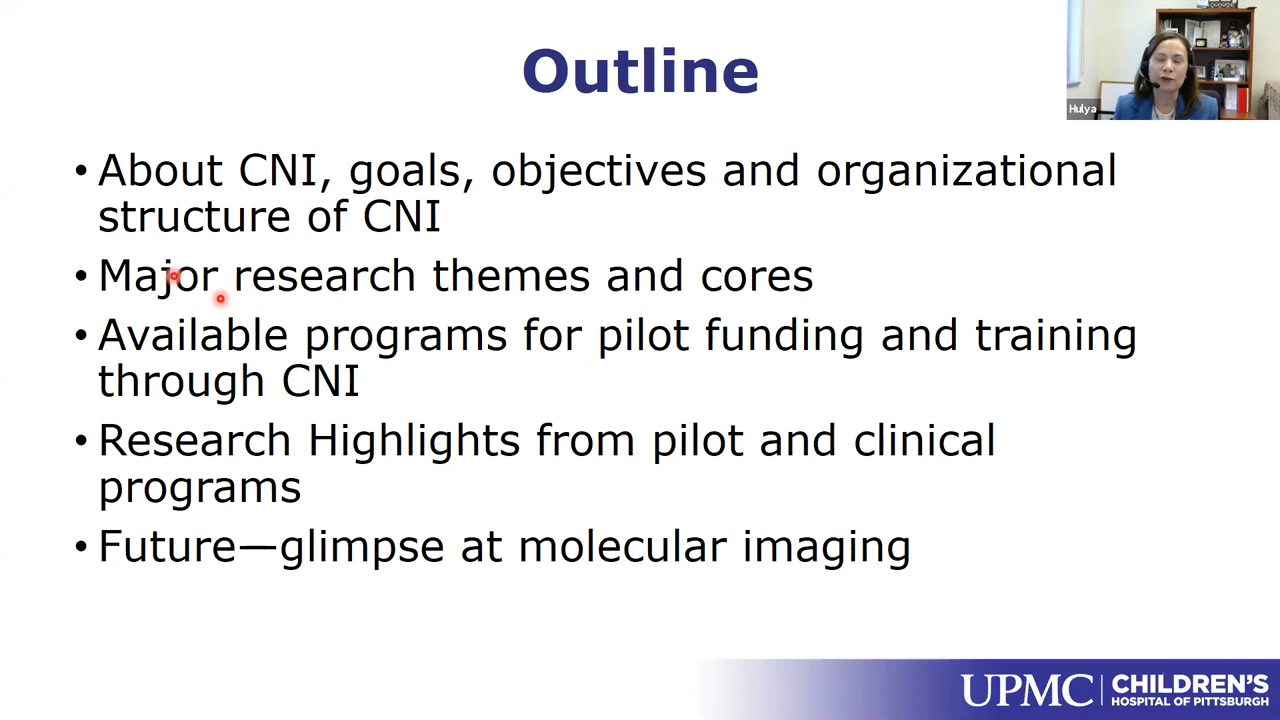 Outline
Hulya
• About CNI, goals, objectives and organizational
structure of CNI
• Major research themes and cores
• Available programs for pilot funding and training
through CNI
• Research Highlights from pilot and clinical
programs
• Future—glimpse at molecular imaging
UPMC | CHILDREN'S
HOSPITAL OF PITTSBURGH